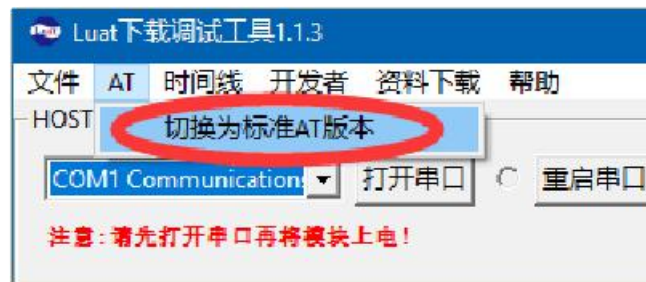 Luat下载调试工具1.1.3
文件 AT 时间线 开发者 资料下载 帮助
HOST 切换为标准AT版本
COM1 Communication 打开串口 重启串口
注意:请先打开串口再将模块上电!